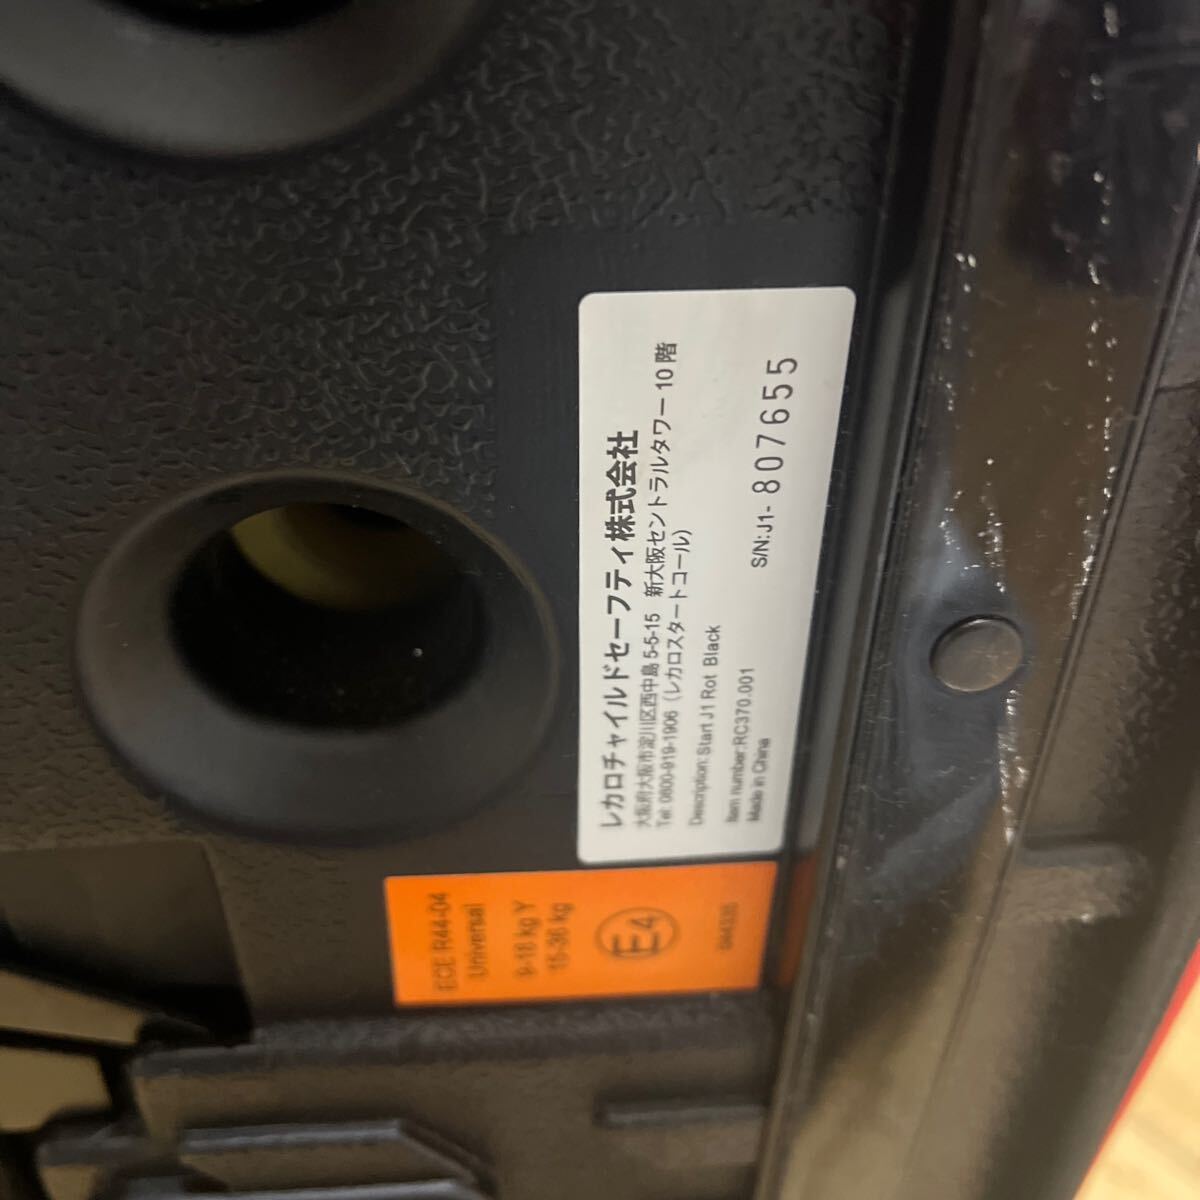 レカロチャイルドセーフティ株式会社
大阪府大阪市淀川区西中島 5-5-15 新大阪セントラルタワー 10 階
Tel: 0800-919-1906（レカロスタートコール）
Description: Start J1 Rot Black
Item number:RC370.001
Made in China
S/N:J1- 807655
ECE R44-04
Universal
9-18 kg Y
15-36 kg
E4